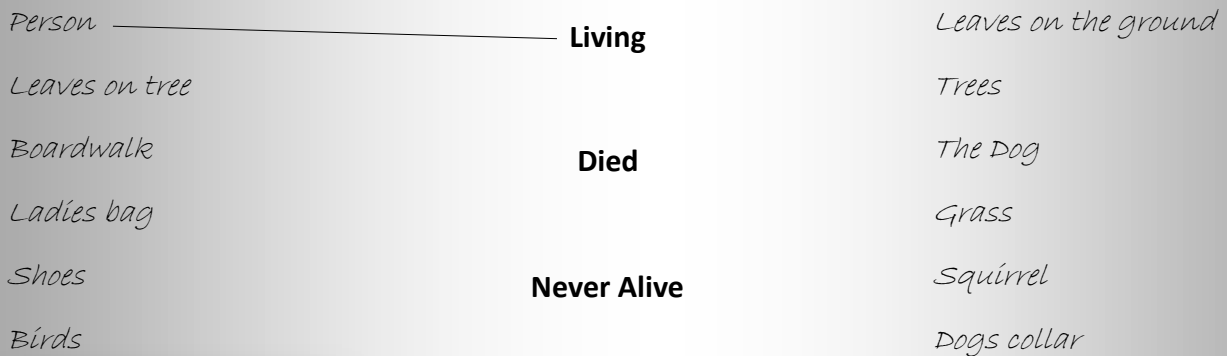 Person
Leaves on tree
Boardwalk
Ladies bag
Shoes
Birds
Living
Died
Never Alive
Leaves on the ground
Trees
The Dog
Grass
Squirrel
Dogs collar